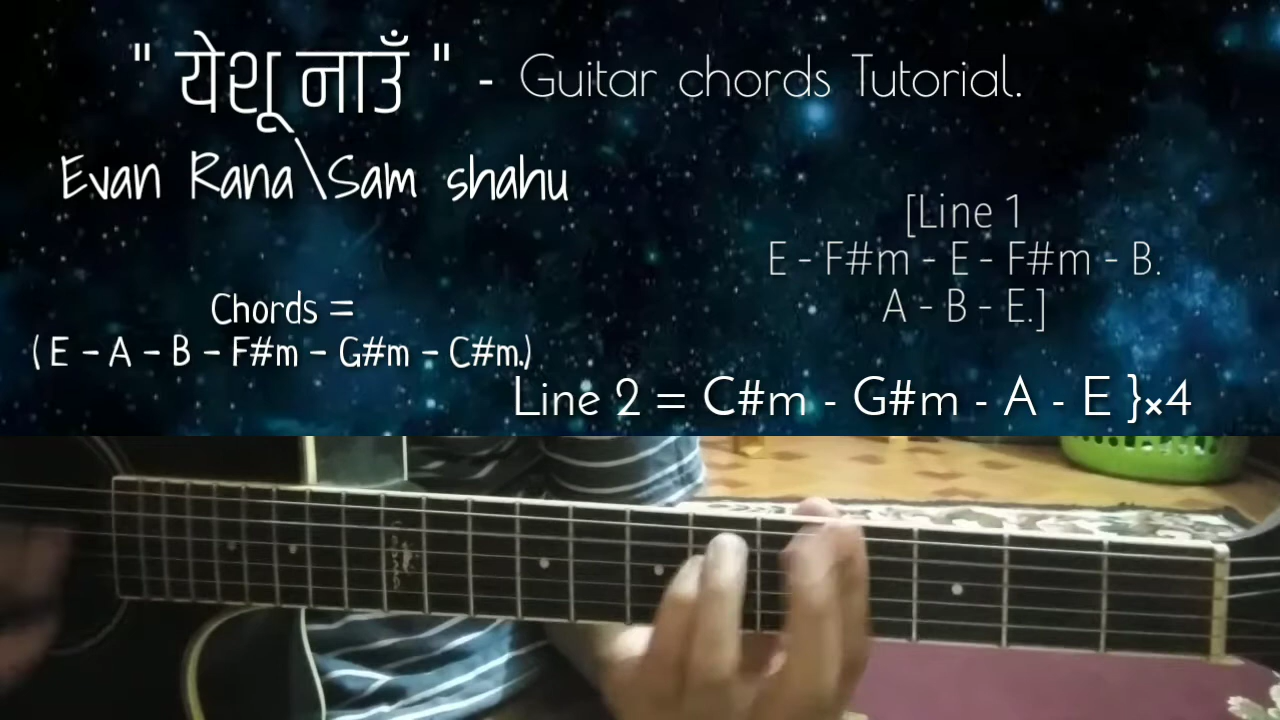 " येशू नाउँ " - Guitar chords Tutorial.
Evan Rana\Sam shahu
[Line 1
E - F#m - E - F#m - B.
A - B - E.]
Chords =
( E - A - B - F#m - G#m - C#m.)
Line 2 = C#m - G#m - A - E }×4